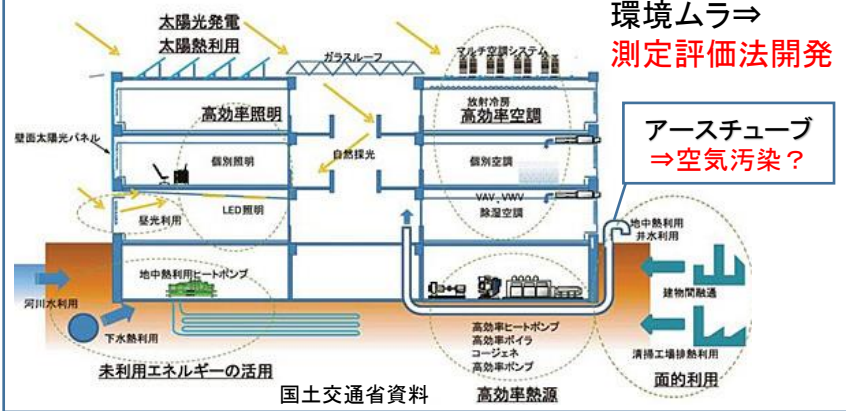 環境ムラ⇒
測定評価法開発
太陽光発電
太陽熱利用
ガラスルーフ
マルチ空調システム
放射冷房
高効率照明
高効率空調
アースチューブ
⇒空気汚染？
壁面太陽光パネル
個別照明
自然採光
個別空調
VAV、VWV
除湿空調
昼光利用
LED照明
地中熱利用
井水利用
地中熱利用ヒートポンプ
河川水利用
下水熱利用
建物間融通
高効率ヒートポンプ
高効率ボイラ
コージェネ
高効率ポンプ
清掃工場排熱利用
未利用エネルギーの活用
国土交通省資料
高効率熱源
面的利用